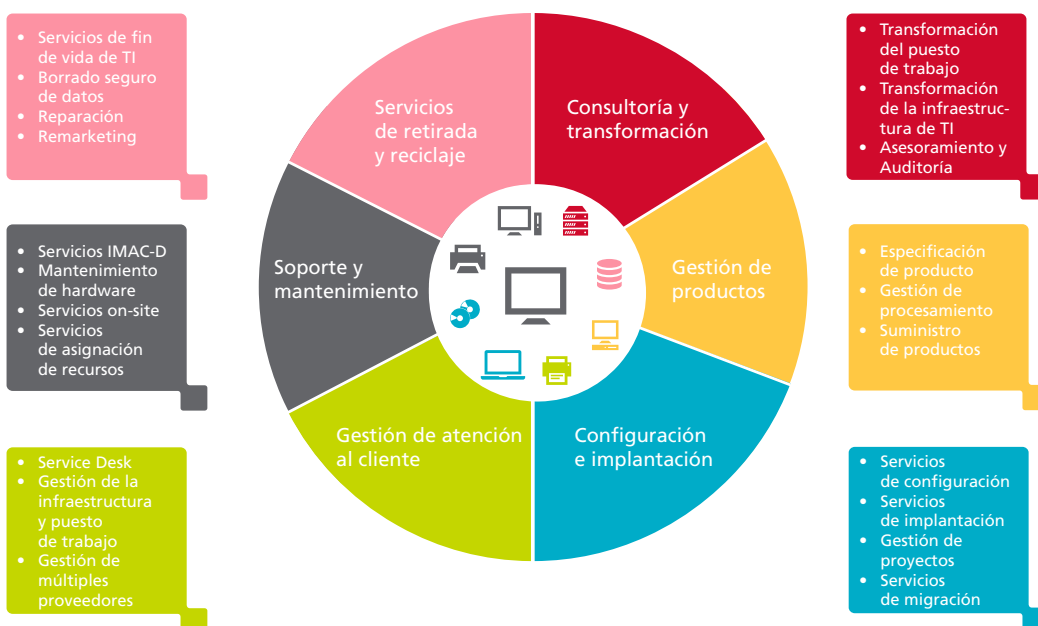 • Servicios de fin
de vida de TI
• Borrado seguro
de datos
• Reparación
• Remarketing
• Servicios IMAC-D
• Mantenimiento
de hardware
• Servicios on-site
• Servicios
de asignación
de recursos
• Service Desk
• Gestión de la
infraestructura
y puesto
de trabajo
• Gestión de
múltiples
proveedores
Servicios
de retirada
y reciclaje
Consultoría y
transformación
Soporte y
mantenimiento
Gestión de
productos
Gestión de atención
al cliente
Configuración
e implantación
• Transformación
del puesto
de trabajo
• Transformación
de la infraestruc-
tura de TI
• Asesoramiento y
Auditoría
• Especificación
de producto
• Gestión de
procesamiento
• Suministro
de productos
• Servicios
de configuración
• Servicios
de implantación
• Gestión de
proyectos
• Servicios
de migración